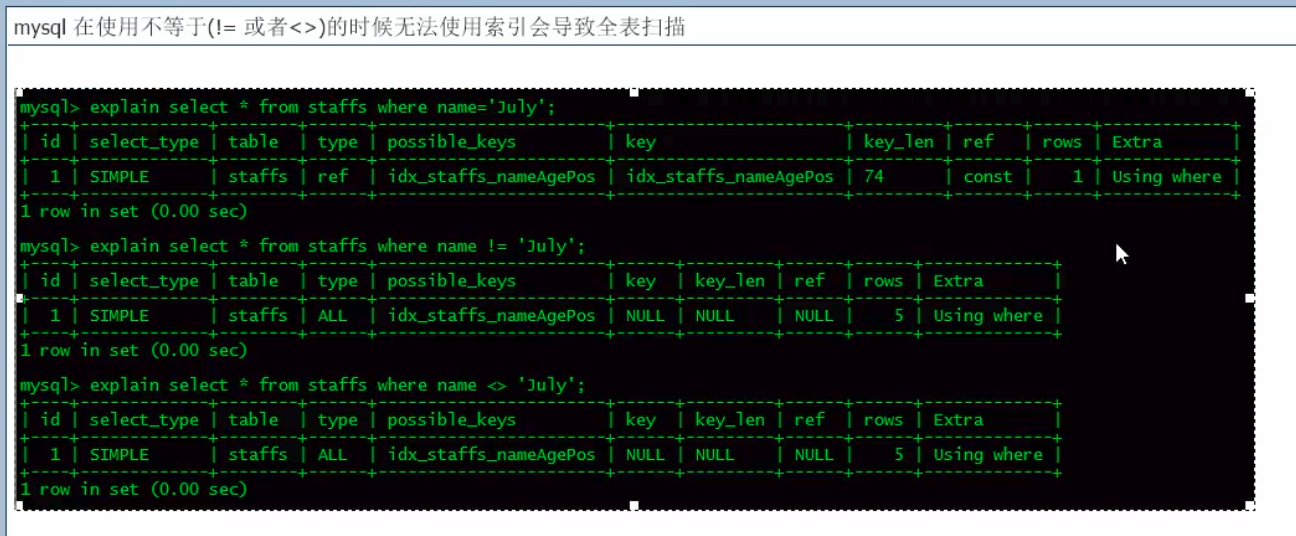 mysql 在使用不等于(!= 或者<>)的时候无法使用索引会导致全表扫描
mysql> explain select * from staffs where name='July';
+----+-------------+--------+------+-----------------------+-----------------------+---------+-------+------+-------------+
| id | select_type | table  | type | possible_keys         | key                   | key_len | ref   | rows | Extra       |
+----+-------------+--------+------+-----------------------+-----------------------+---------+-------+------+-------------+
|  1 | SIMPLE      | staffs | ref  | idx_staffs_nameAgePos | idx_staffs_nameAgePos | 74      | const |    1 | Using where |
+----+-------------+--------+------+-----------------------+-----------------------+---------+-------+------+-------------+
1 row in set (0.00 sec)
mysql> explain select * from staffs where name != 'July';
+----+-------------+--------+------+-----------------------+------+---------+------+------+-------------+
| id | select_type | table  | type | possible_keys         | key  | key_len | ref  | rows | Extra       |
+----+-------------+--------+------+-----------------------+------+---------+------+------+-------------+
|  1 | SIMPLE      | staffs | ALL  | idx_staffs_nameAgePos | NULL | NULL    | NULL |    5 | Using where |
+----+-------------+--------+------+-----------------------+------+---------+------+------+-------------+
1 row in set (0.00 sec)
mysql> explain select * from staffs where name <> 'July';
+----+-------------+--------+------+-----------------------+------+---------+------+------+-------------+
| id | select_type | table  | type | possible_keys         | key  | key_len | ref  | rows | Extra       |
+----+-------------+--------+------+-----------------------+------+---------+------+------+-------------+
|  1 | SIMPLE      | staffs | ALL  | idx_staffs_nameAgePos | NULL | NULL    | NULL |    5 | Using where |
+----+-------------+--------+------+-----------------------+------+---------+------+------+-------------+
1 row in set (0.00 sec)